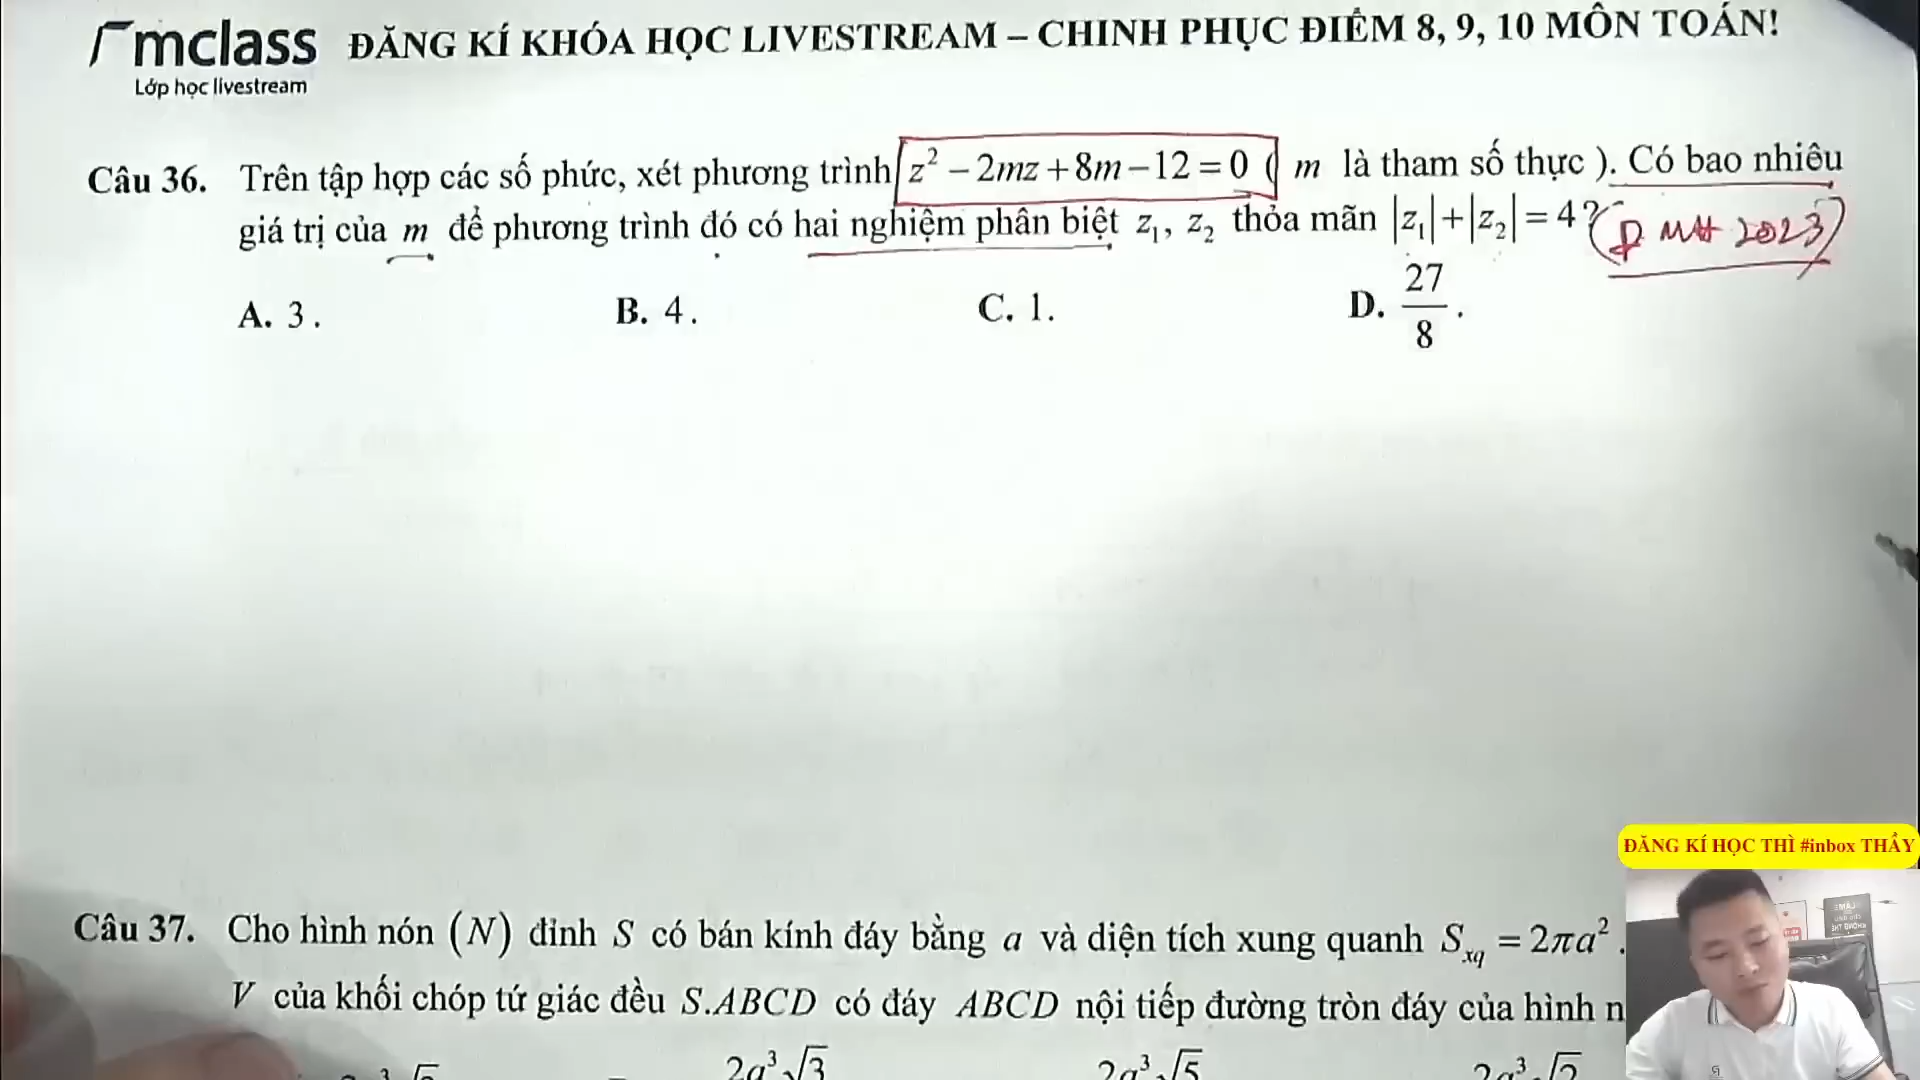 mclass
Lớp học livestream
ĐĂNG KÍ KHÓA HỌC LIVESTREAM – CHINH PHỤC ĐIỂM 8, 9, 10 MÔN TOÁN!
Câu 36. Trên tập hợp các số phức, xét phương trình z² − 2mz + 8m − 12 = 0 ( m là tham số thực ). Có bao nhiêu
giá trị của m để phương trình đó có hai nghiệm phân biệt z₁, z₂ thỏa mãn |z₁| + |z₂| = 4? (Đ MH 2023)
A. 3 . B. 4 . C. 1. D. 27/8 .
ĐĂNG KÍ HỌC THÌ #inbox THẦY
Câu 37. Cho hình nón (N) đỉnh S có bán kính đáy bằng a và diện tích xung quanh Sxq = 2πa² .
V của khối chóp tứ giác đều S.ABCD có đáy ABCD nội tiếp đường tròn đáy của hình n
2a³√3 2a³√5